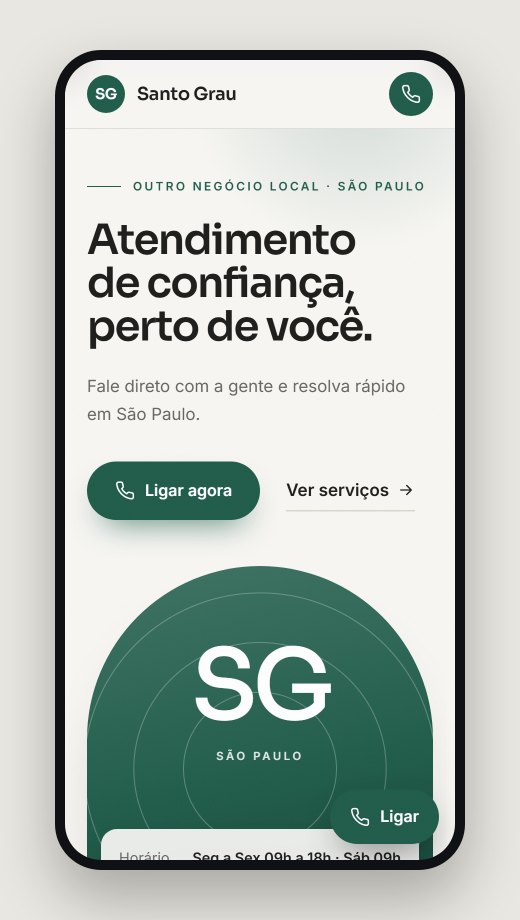 SG Santo Grau
OUTRO NEGÓCIO LOCAL · SÃO PAULO
Atendimento
de confiança,
perto de você.
Fale direto com a gente e resolva rápido
em São Paulo.
Ligar agora
Ver serviços →
SG
SÃO PAULO
Ligar
Horário Seg a Sex 09h a 18h · Sáb 09h